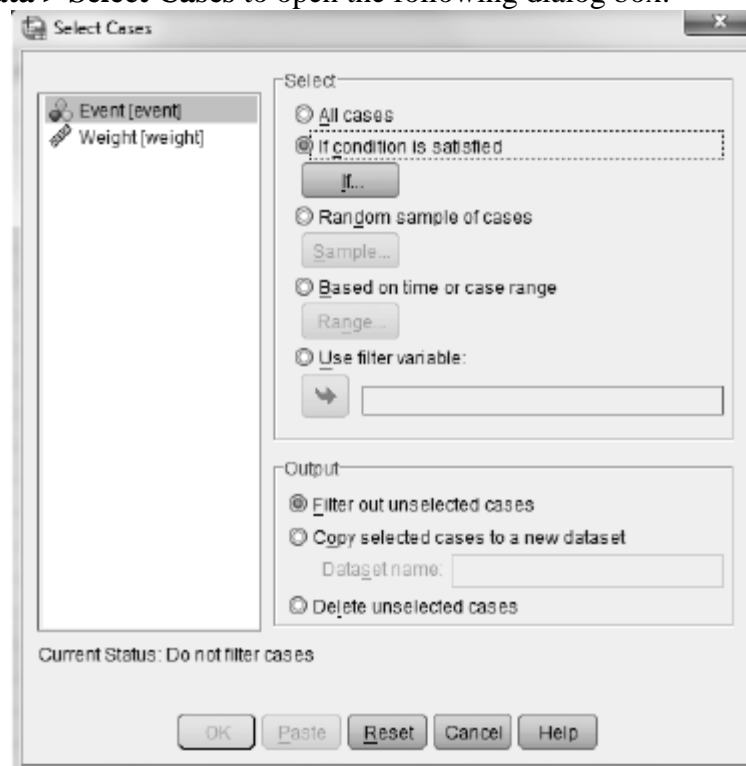 ata > Select Cases to open the following dialog box.
Select Cases
Event [event]
Weight [weight]
Select
All cases
If condition is satisfied
If...
Random sample of cases
Sample...
Based on time or case range
Range...
Use filter variable:
Output
Filter out unselected cases
Copy selected cases to a new dataset
Dataset name:
Delete unselected cases
Current Status: Do not filter cases
OK
Paste
Reset
Cancel
Help